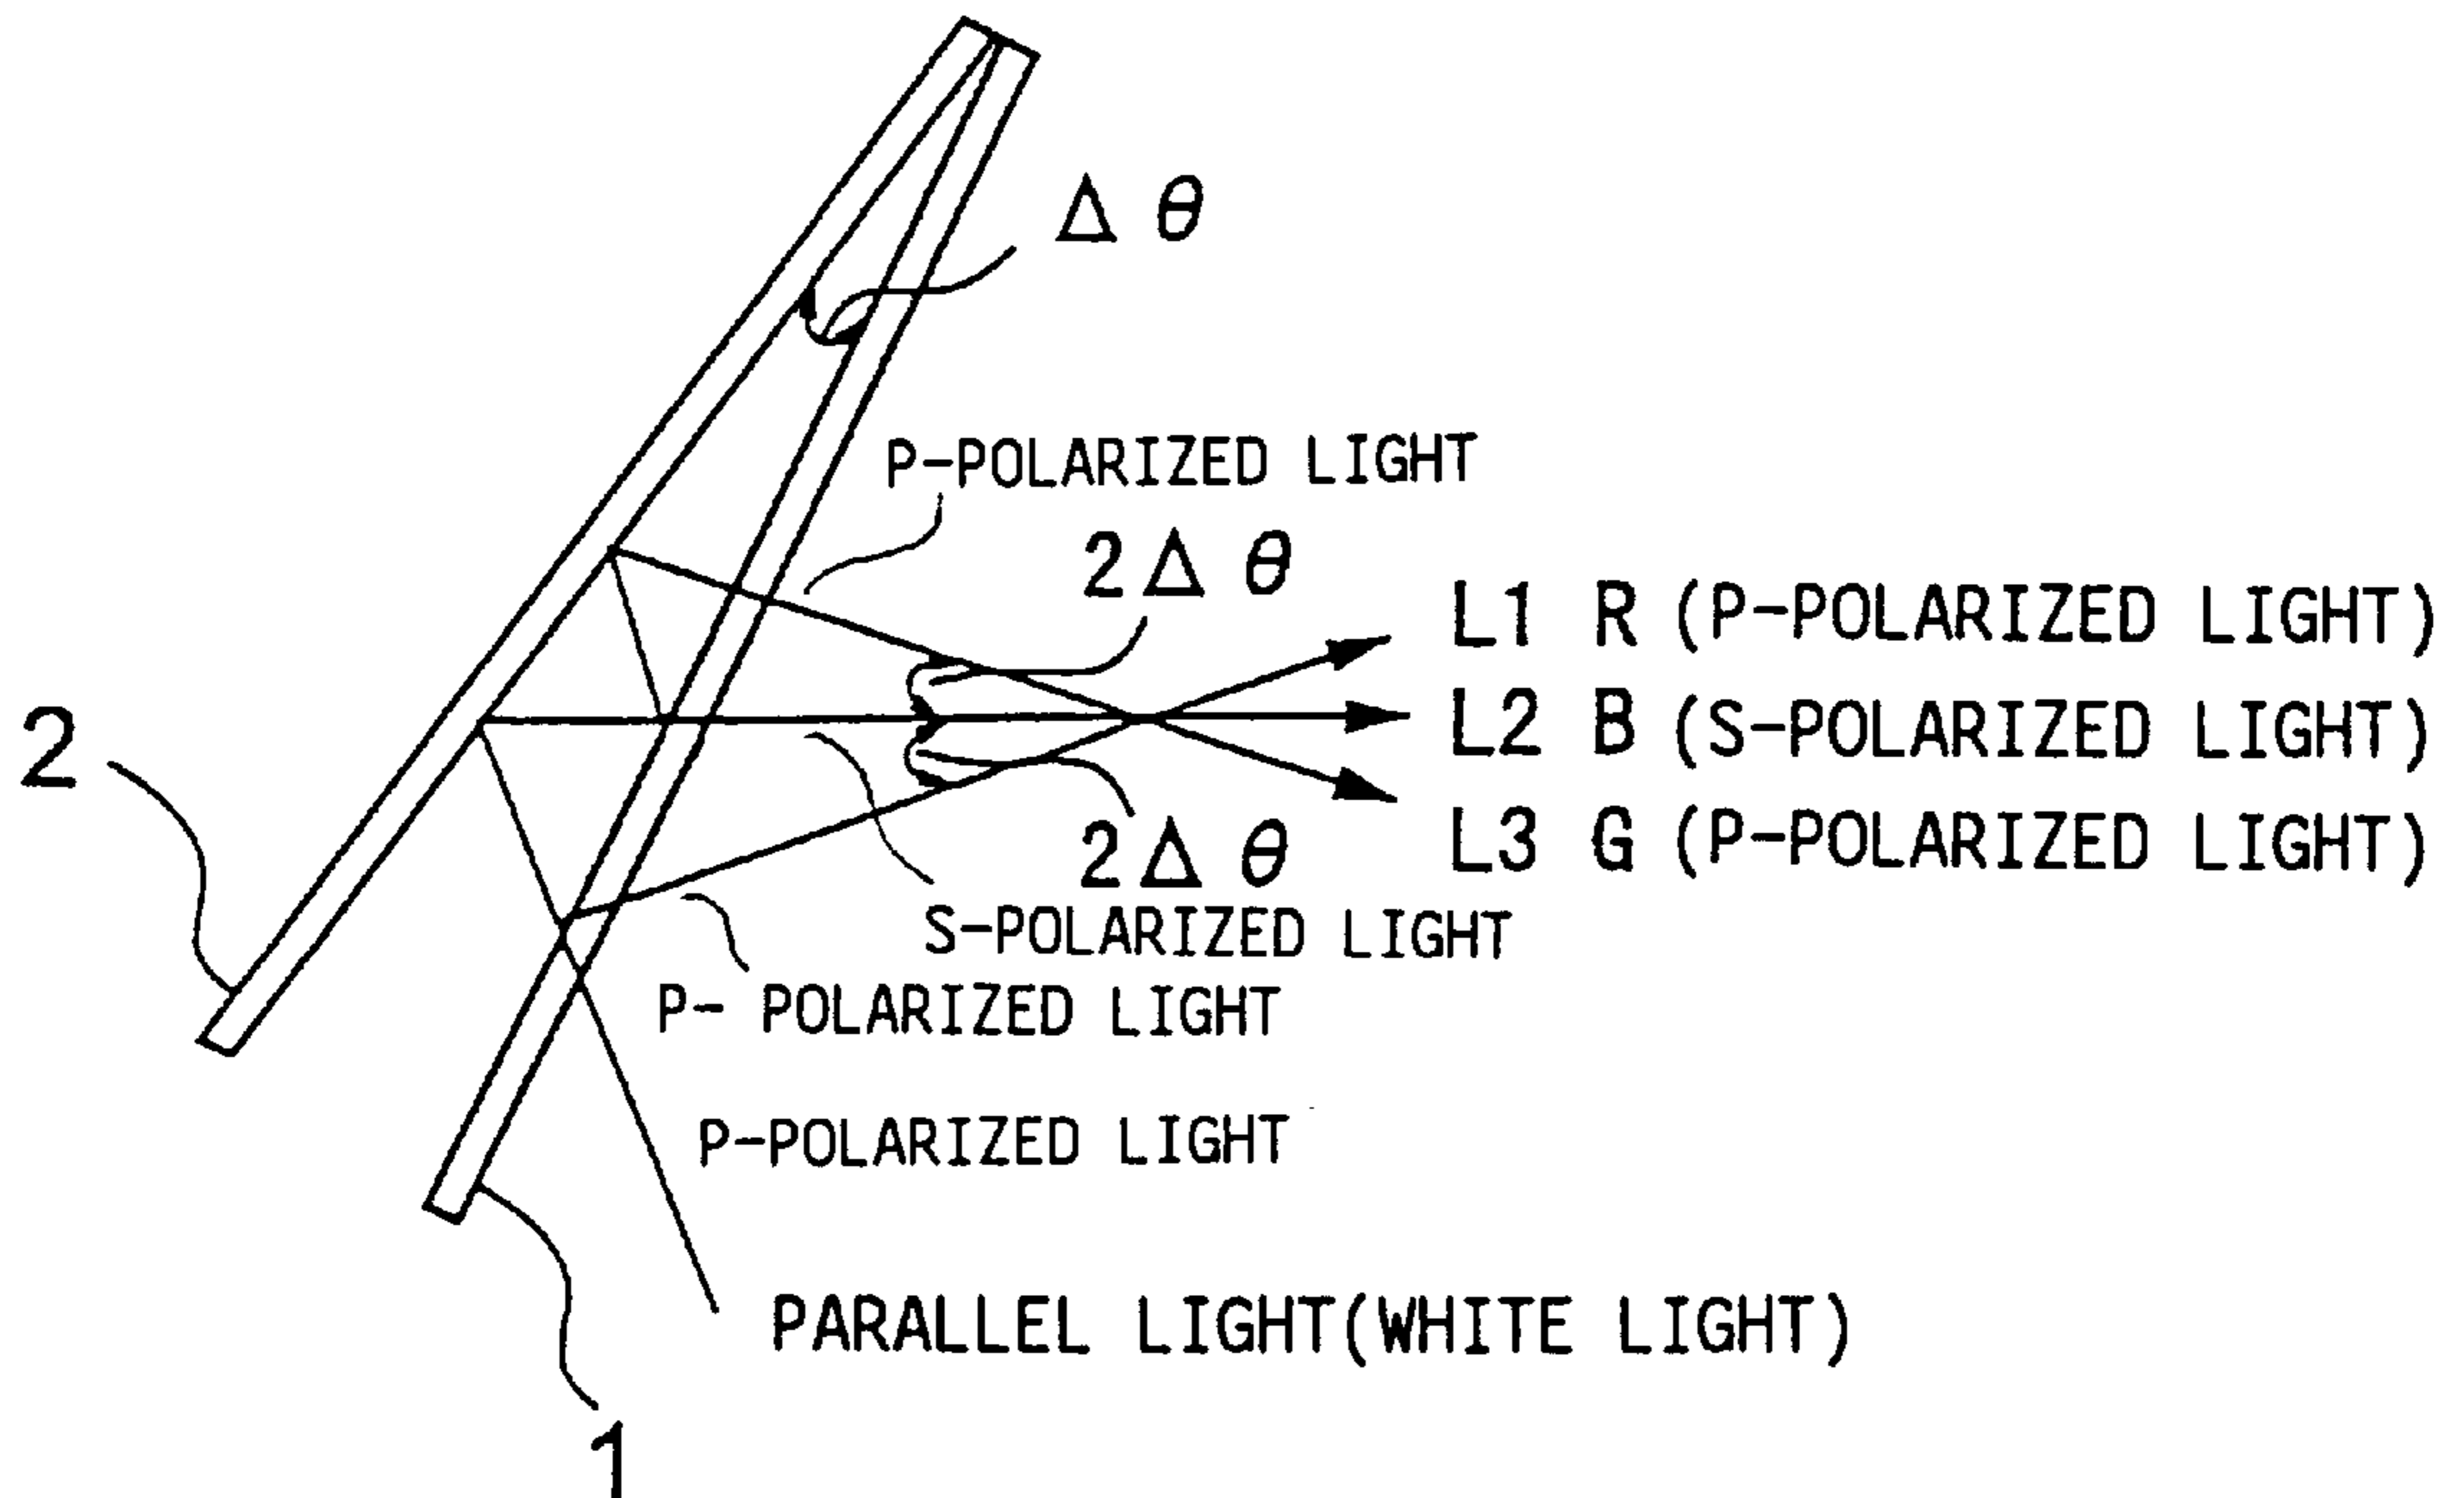 Δ θ
P-POLARIZED LIGHT
2Δ θ
L1 R (P-POLARIZED LIGHT)
L2 B (S-POLARIZED LIGHT)
2
L3 G (P-POLARIZED LIGHT)
2Δ θ
S-POLARIZED LIGHT
P- POLARIZED LIGHT
P-POLARIZED LIGHT
PARALLEL LIGHT(WHITE LIGHT)
1